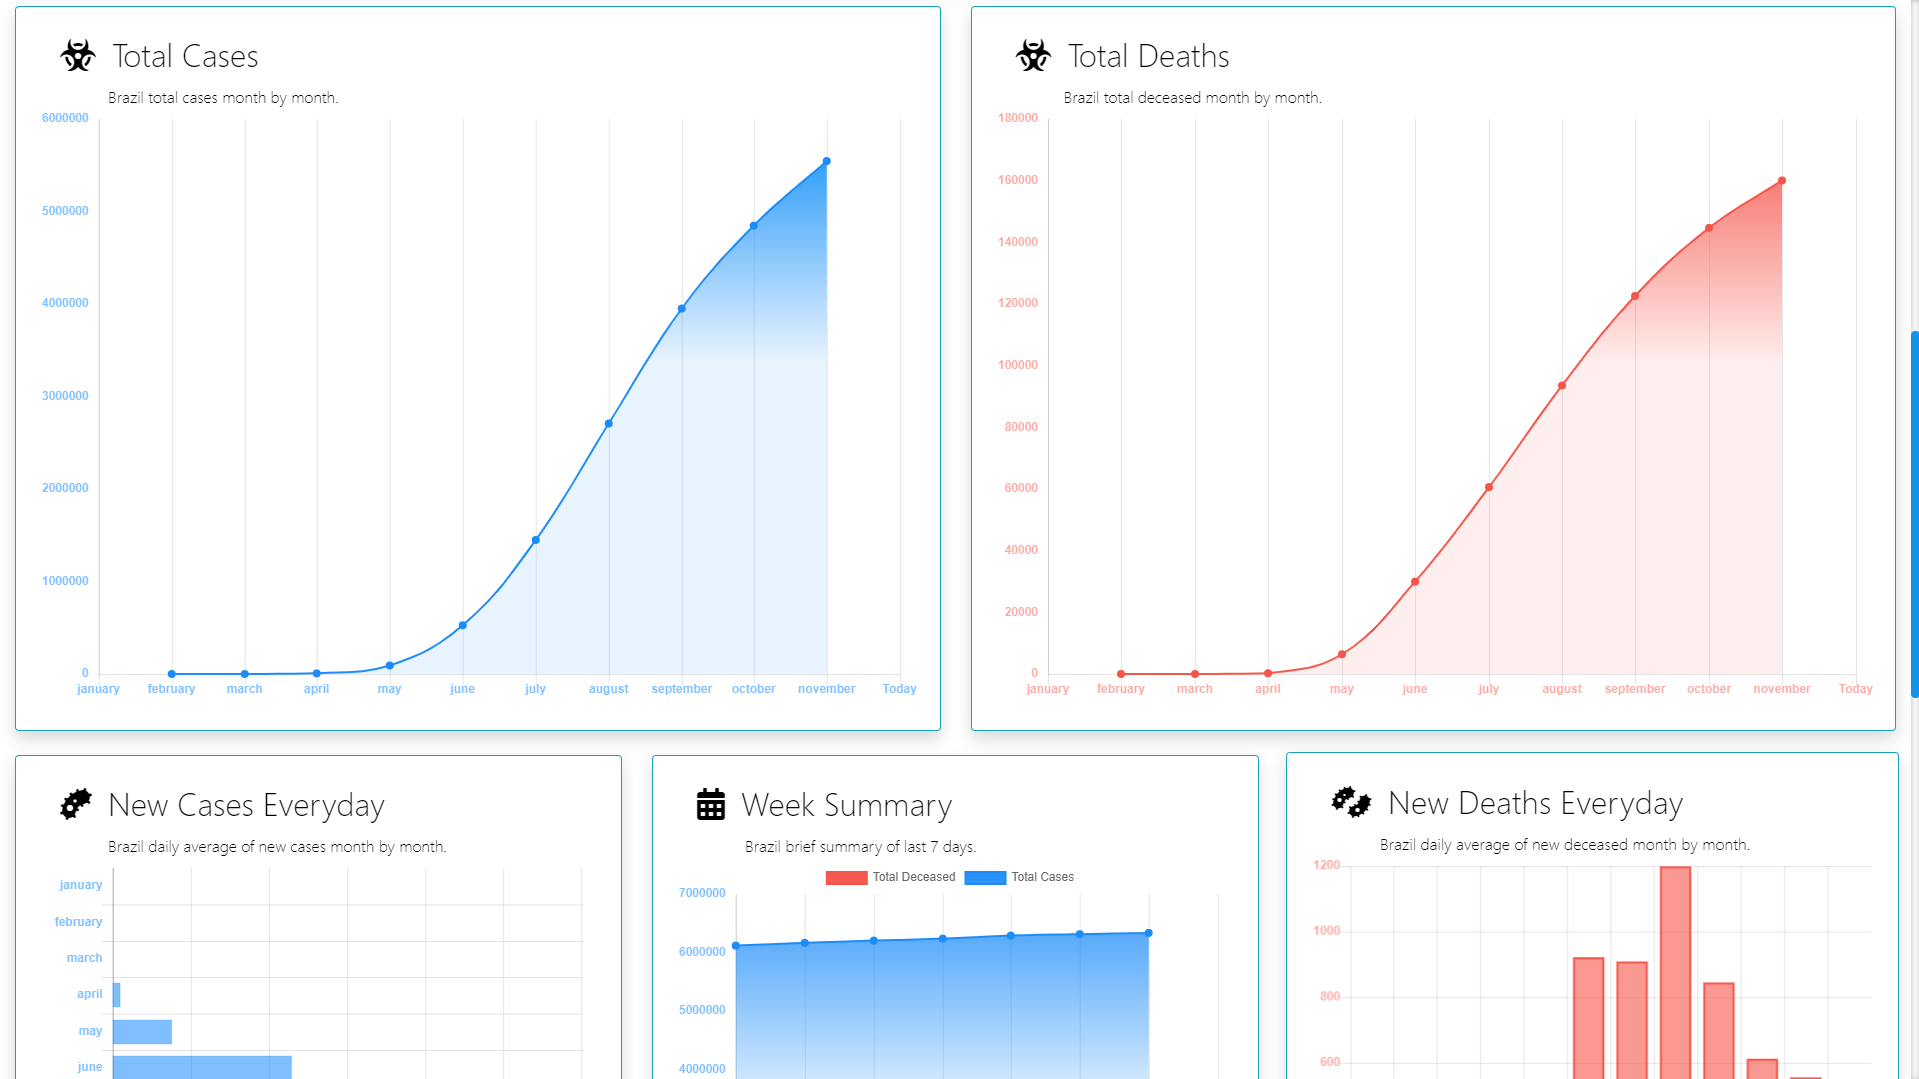 Total Cases
Brazil total cases month by month.
6000000
5000000
4000000
3000000
2000000
1000000
0
january february march april may june july august september october november Today
Total Deaths
Brazil total deceased month by month.
180000
160000
140000
120000
100000
80000
60000
40000
20000
0
january february march april may june july august september october november Today
New Cases Everyday
Brazil daily average of new cases month by month.
january
february
march
april
may
june
Week Summary
Brazil brief summary of last 7 days.
Total Deceased Total Cases
7000000
6000000
5000000
4000000
New Deaths Everyday
Brazil daily average of new deceased month by month.
1200
1000
800
600